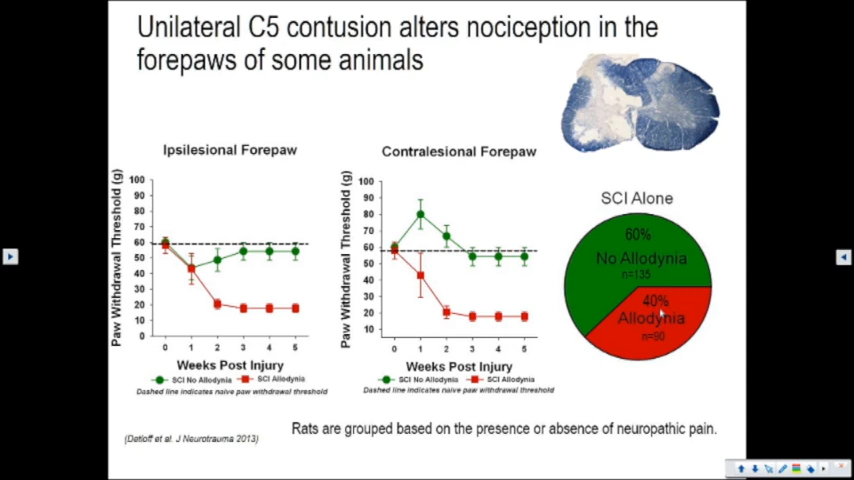 Unilateral C5 contusion alters nociception in the
forepaws of some animals
Ipsilesional Forepaw
Paw Withdrawal Threshold (g)
100
90
80
70
60
50
40
30
20
10
0
0 1 2 3 4 5
Weeks Post Injury
SCI No Allodynia SCI Allodynia
Dashed line indicates naive paw withdrawal threshold
Contralesional Forepaw
Paw Withdrawal Threshold (g)
100
90
80
70
60
50
40
30
20
10
0 1 2 3 4 5
Weeks Post Injury
SCI No Allodynia SCI Allodynia
Dashed line indicates naive paw withdrawal threshold
SCI Alone
60%
No Allodynia
n=135
40%
Allodynia
n=90
Rats are grouped based on the presence or absence of neuropathic pain.
(Detloff et al. J Neurotrauma 2013)